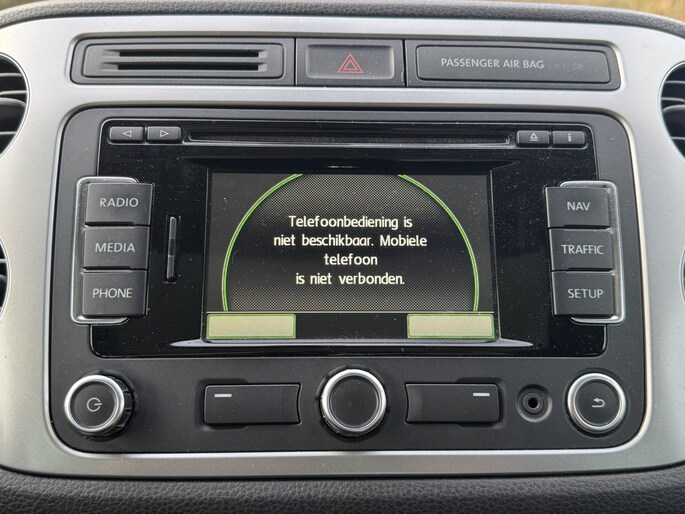 PASSENGER AIR BAG
RADIO
MEDIA
PHONE
Telefoonbediening is
niet beschikbaar. Mobiele
telefoon
is niet verbonden.
NAV
TRAFFIC
SETUP
i